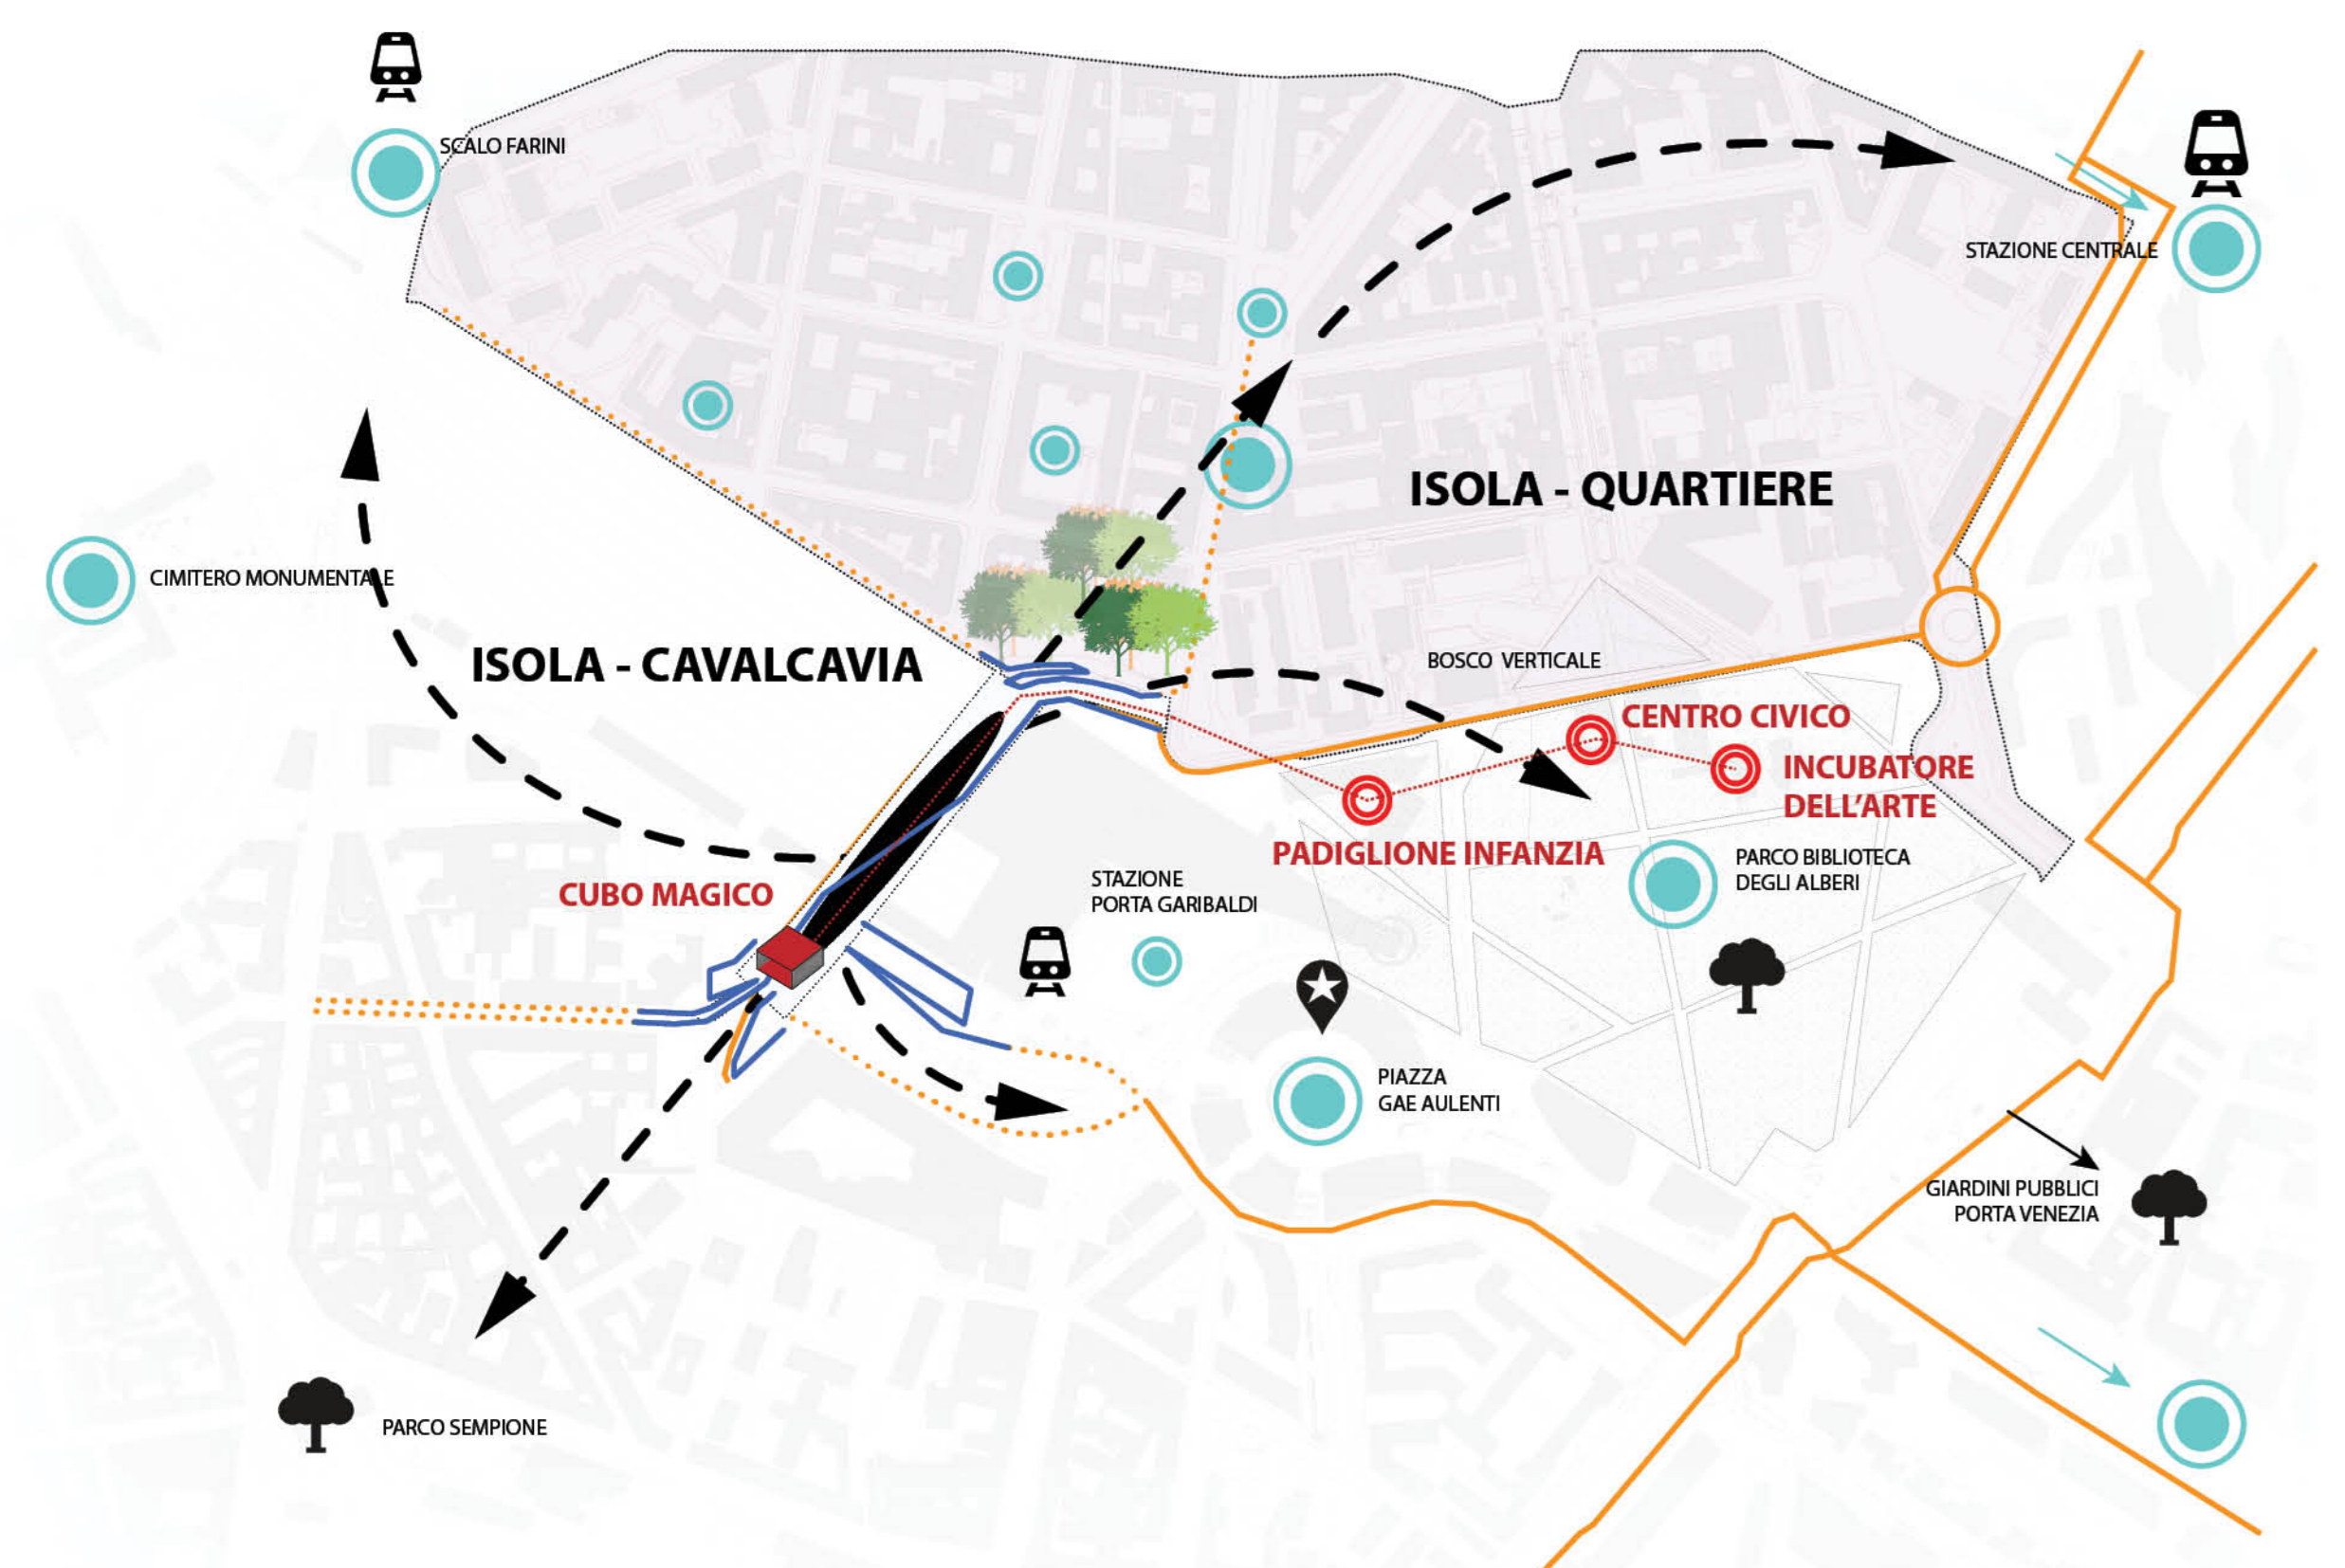 SCALO FARINI
STAZIONE CENTRALE
ISOLA - QUARTIERE
CIMITERO MONUMENTALE
ISOLA - CAVALCAVIA
BOSCO VERTICALE
CENTRO CIVICO
INCUBATORE
DELL'ARTE
PADIGLIONE INFANZIA
CUBO MAGICO
STAZIONE
PORTA GARIBALDI
PARCO BIBLIOTECA
DEGLI ALBERI
PIAZZA
GAE AULENTI
GIARDINI PUBBLICI
PORTA VENEZIA
PARCO SEMPIONE